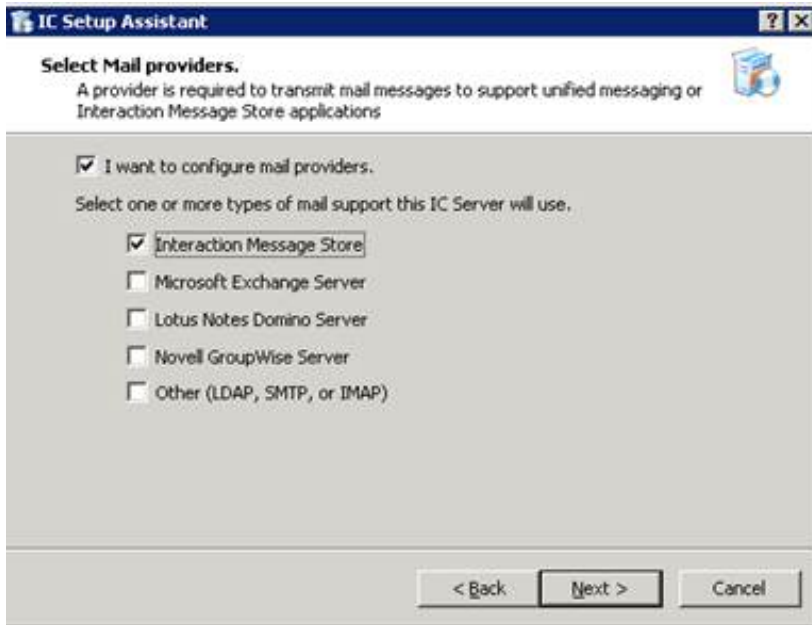 IC Setup Assistant
Select Mail providers.
A provider is required to transmit mail messages to support unified messaging or
Interaction Message Store applications
I want to configure mail providers.
Select one or more types of mail support this IC Server will use.
Interaction Message Store
Microsoft Exchange Server
Lotus Notes Domino Server
Novell GroupWise Server
Other (LDAP, SMTP, or IMAP)
< Back Next > Cancel